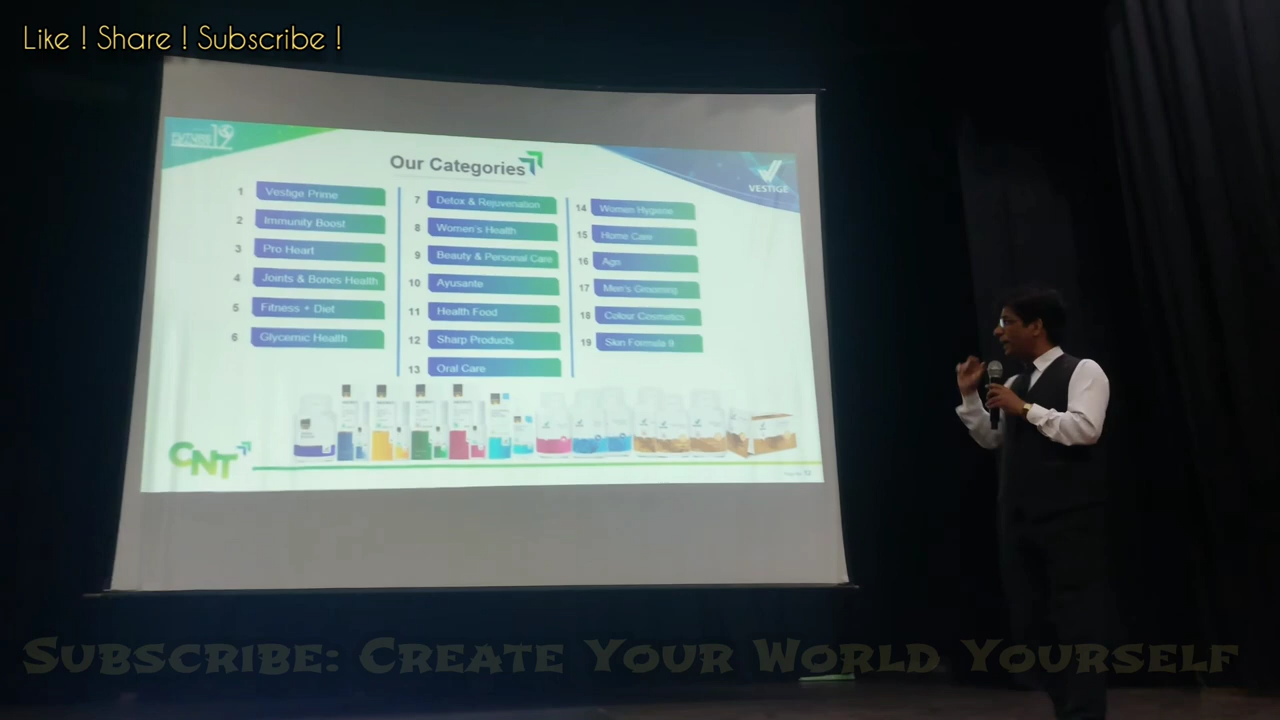 Like ! Share ! Subscribe !
Our Categories
VESTIGE
1 Vestige Prime
2 Immunity Boost
3 Pro Heart
4 Joints & Bones Health
5 Fitness + Diet
6 Glycemic Health
7 Detox & Rejuvenation
8 Women's Health
9 Beauty & Personal Care
10 Ayusante
11 Health Food
12 Sharp Products
13 Oral Care
14 Women Hygiene
15 Home Care
16 Agri
17 Men's Grooming
18 Colour Cosmetics
19 Skin Formula 9
CNT
Subscribe: Create Your World Yourself